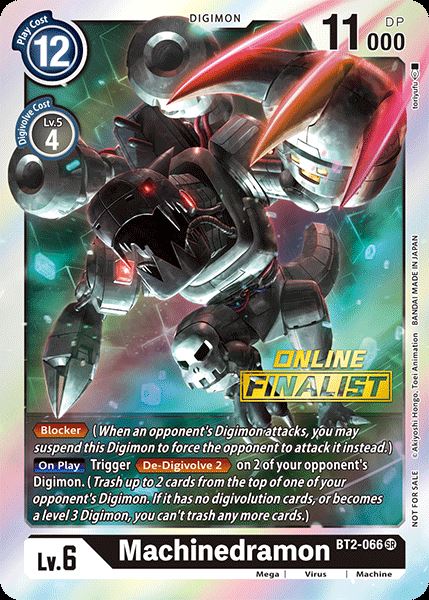 DIGIMON
Play Cost
12
11000
DP
Digivolve Cost
Lv.5
4
toriyufu
ONLINE
FINALIST
Blocker (When an opponent's Digimon attacks, you may
suspend this Digimon to force the opponent to attack it instead.)
On Play Trigger De-Digivolve 2 on 2 of your opponent's
Digimon. (Trash up to 2 cards from the top of one of your
opponent's Digimon. If it has no digivolution cards, or becomes
a level 3 Digimon, you can't trash any more cards.)
©Akiyoshi Hongo, Toei Animation BANDAI MADE IN JAPAN
NOT FOR SALE
Lv.6
Machinedramon
BT2-066 SR
Mega | Virus | Machine